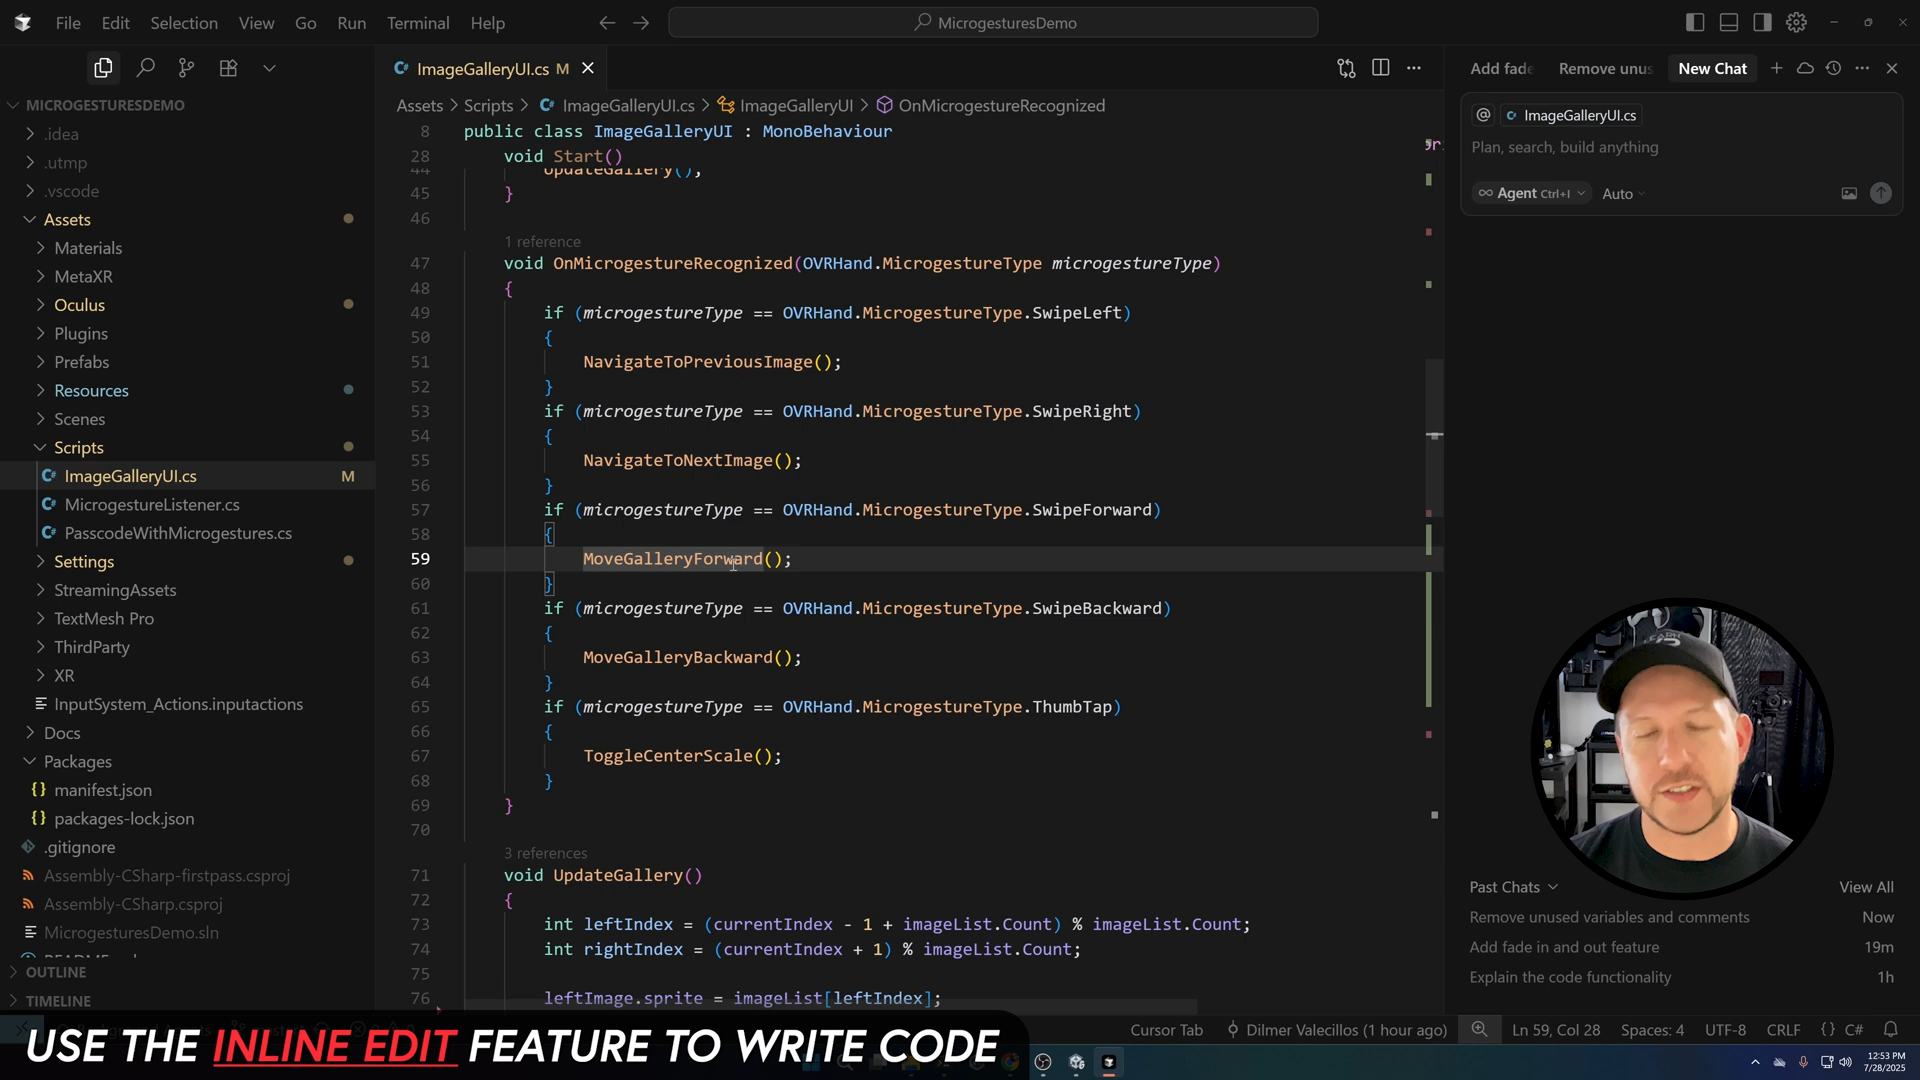 File Edit Selection View Go Run Terminal Help
MicrogesturesDemo
ImageGalleryUI.cs M
Add fade Remove unus New Chat
MICROGESTURESDEMO
.idea
.utmp
.vscode
Assets
Materials
MetaXR
Oculus
Plugins
Prefabs
Resources
Scenes
Scripts
ImageGalleryUI.cs M
MicrogestureListener.cs
PasscodeWithMicrogestures.cs
Settings
StreamingAssets
TextMesh Pro
ThirdParty
XR
InputSystem_Actions.inputactions
Docs
Packages
manifest.json
packages-lock.json
.gitignore
Assembly-CSharp-firstpass.csproj
Assembly-CSharp.csproj
MicrogesturesDemo.sln
OUTLINE
TIMELINE
Assets > Scripts > ImageGalleryUI.cs > ImageGalleryUI > OnMicrogestureRecognized
8 public class ImageGalleryUI : MonoBehaviour
28 void Start()
44 UpdateGallery();
45 }
46
1 reference
47 void OnMicrogestureRecognized(OVRHand.MicrogestureType microgestureType)
48 {
49 if (microgestureType == OVRHand.MicrogestureType.SwipeLeft)
50 {
51 NavigateToPreviousImage();
52 }
53 if (microgestureType == OVRHand.MicrogestureType.SwipeRight)
54 {
55 NavigateToNextImage();
56 }
57 if (microgestureType == OVRHand.MicrogestureType.SwipeForward)
58 {
59 MoveGalleryForward();
60 }
61 if (microgestureType == OVRHand.MicrogestureType.SwipeBackward)
62 {
63 MoveGalleryBackward();
64 }
65 if (microgestureType == OVRHand.MicrogestureType.ThumbTap)
66 {
67 ToggleCenterScale();
68 }
69 }
70
3 references
71 void UpdateGallery()
72 {
73 int leftIndex = (currentIndex - 1 + imageList.Count) % imageList.Count;
74 int rightIndex = (currentIndex + 1) % imageList.Count;
75
76 leftImage.sprite = imageList[leftIndex];
@ ImageGalleryUI.cs
Plan, search, build anything
∞ Agent Ctrl+I Auto
Past Chats View All
Remove unused variables and comments Now
Add fade in and out feature 19m
Explain the code functionality 1h
USE THE INLINE EDIT FEATURE TO WRITE CODE
Cursor Tab Dilmer Valecillos (1 hour ago) Ln 59, Col 28 Spaces: 4 UTF-8 CRLF {} C#
12:53 PM
7/28/2025